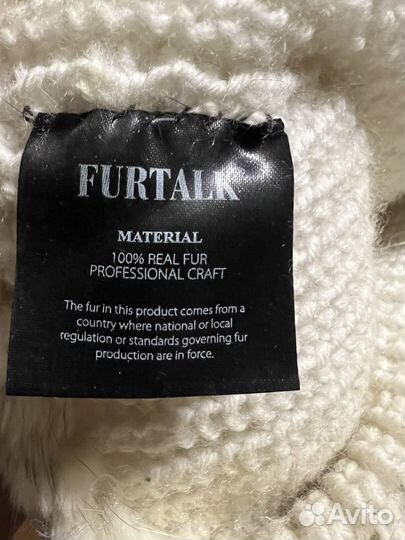 FURTALK
MATERIAL
100% REAL FUR
PROFESSIONAL CRAFT
The fur in this product comes from a
country where national or local
regulation or standards governing fur
production are in force.
Avito